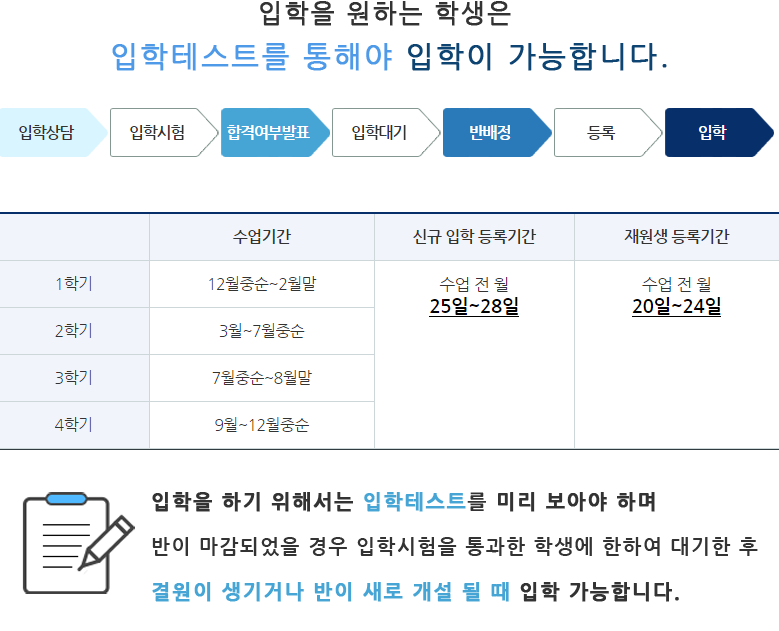 입학을 원하는 학생은
입학테스트를 통해야 입학이 가능합니다.
입학상담 입학시험 합격여부발표 입학대기 반배정 등록 입학
수업기간 신규 입학 등록기간 재원생 등록기간
1학기 12월중순~2월말 수업 전 월 수업 전 월
25일~28일 20일~24일
2학기 3월~7월중순
3학기 7월중순~8월말
4학기 9월~12월중순
입학을 하기 위해서는 입학테스트를 미리 보아야 하며
반이 마감되었을 경우 입학시험을 통과한 학생에 한하여 대기한 후
결원이 생기거나 반이 새로 개설 될 때 입학 가능합니다.